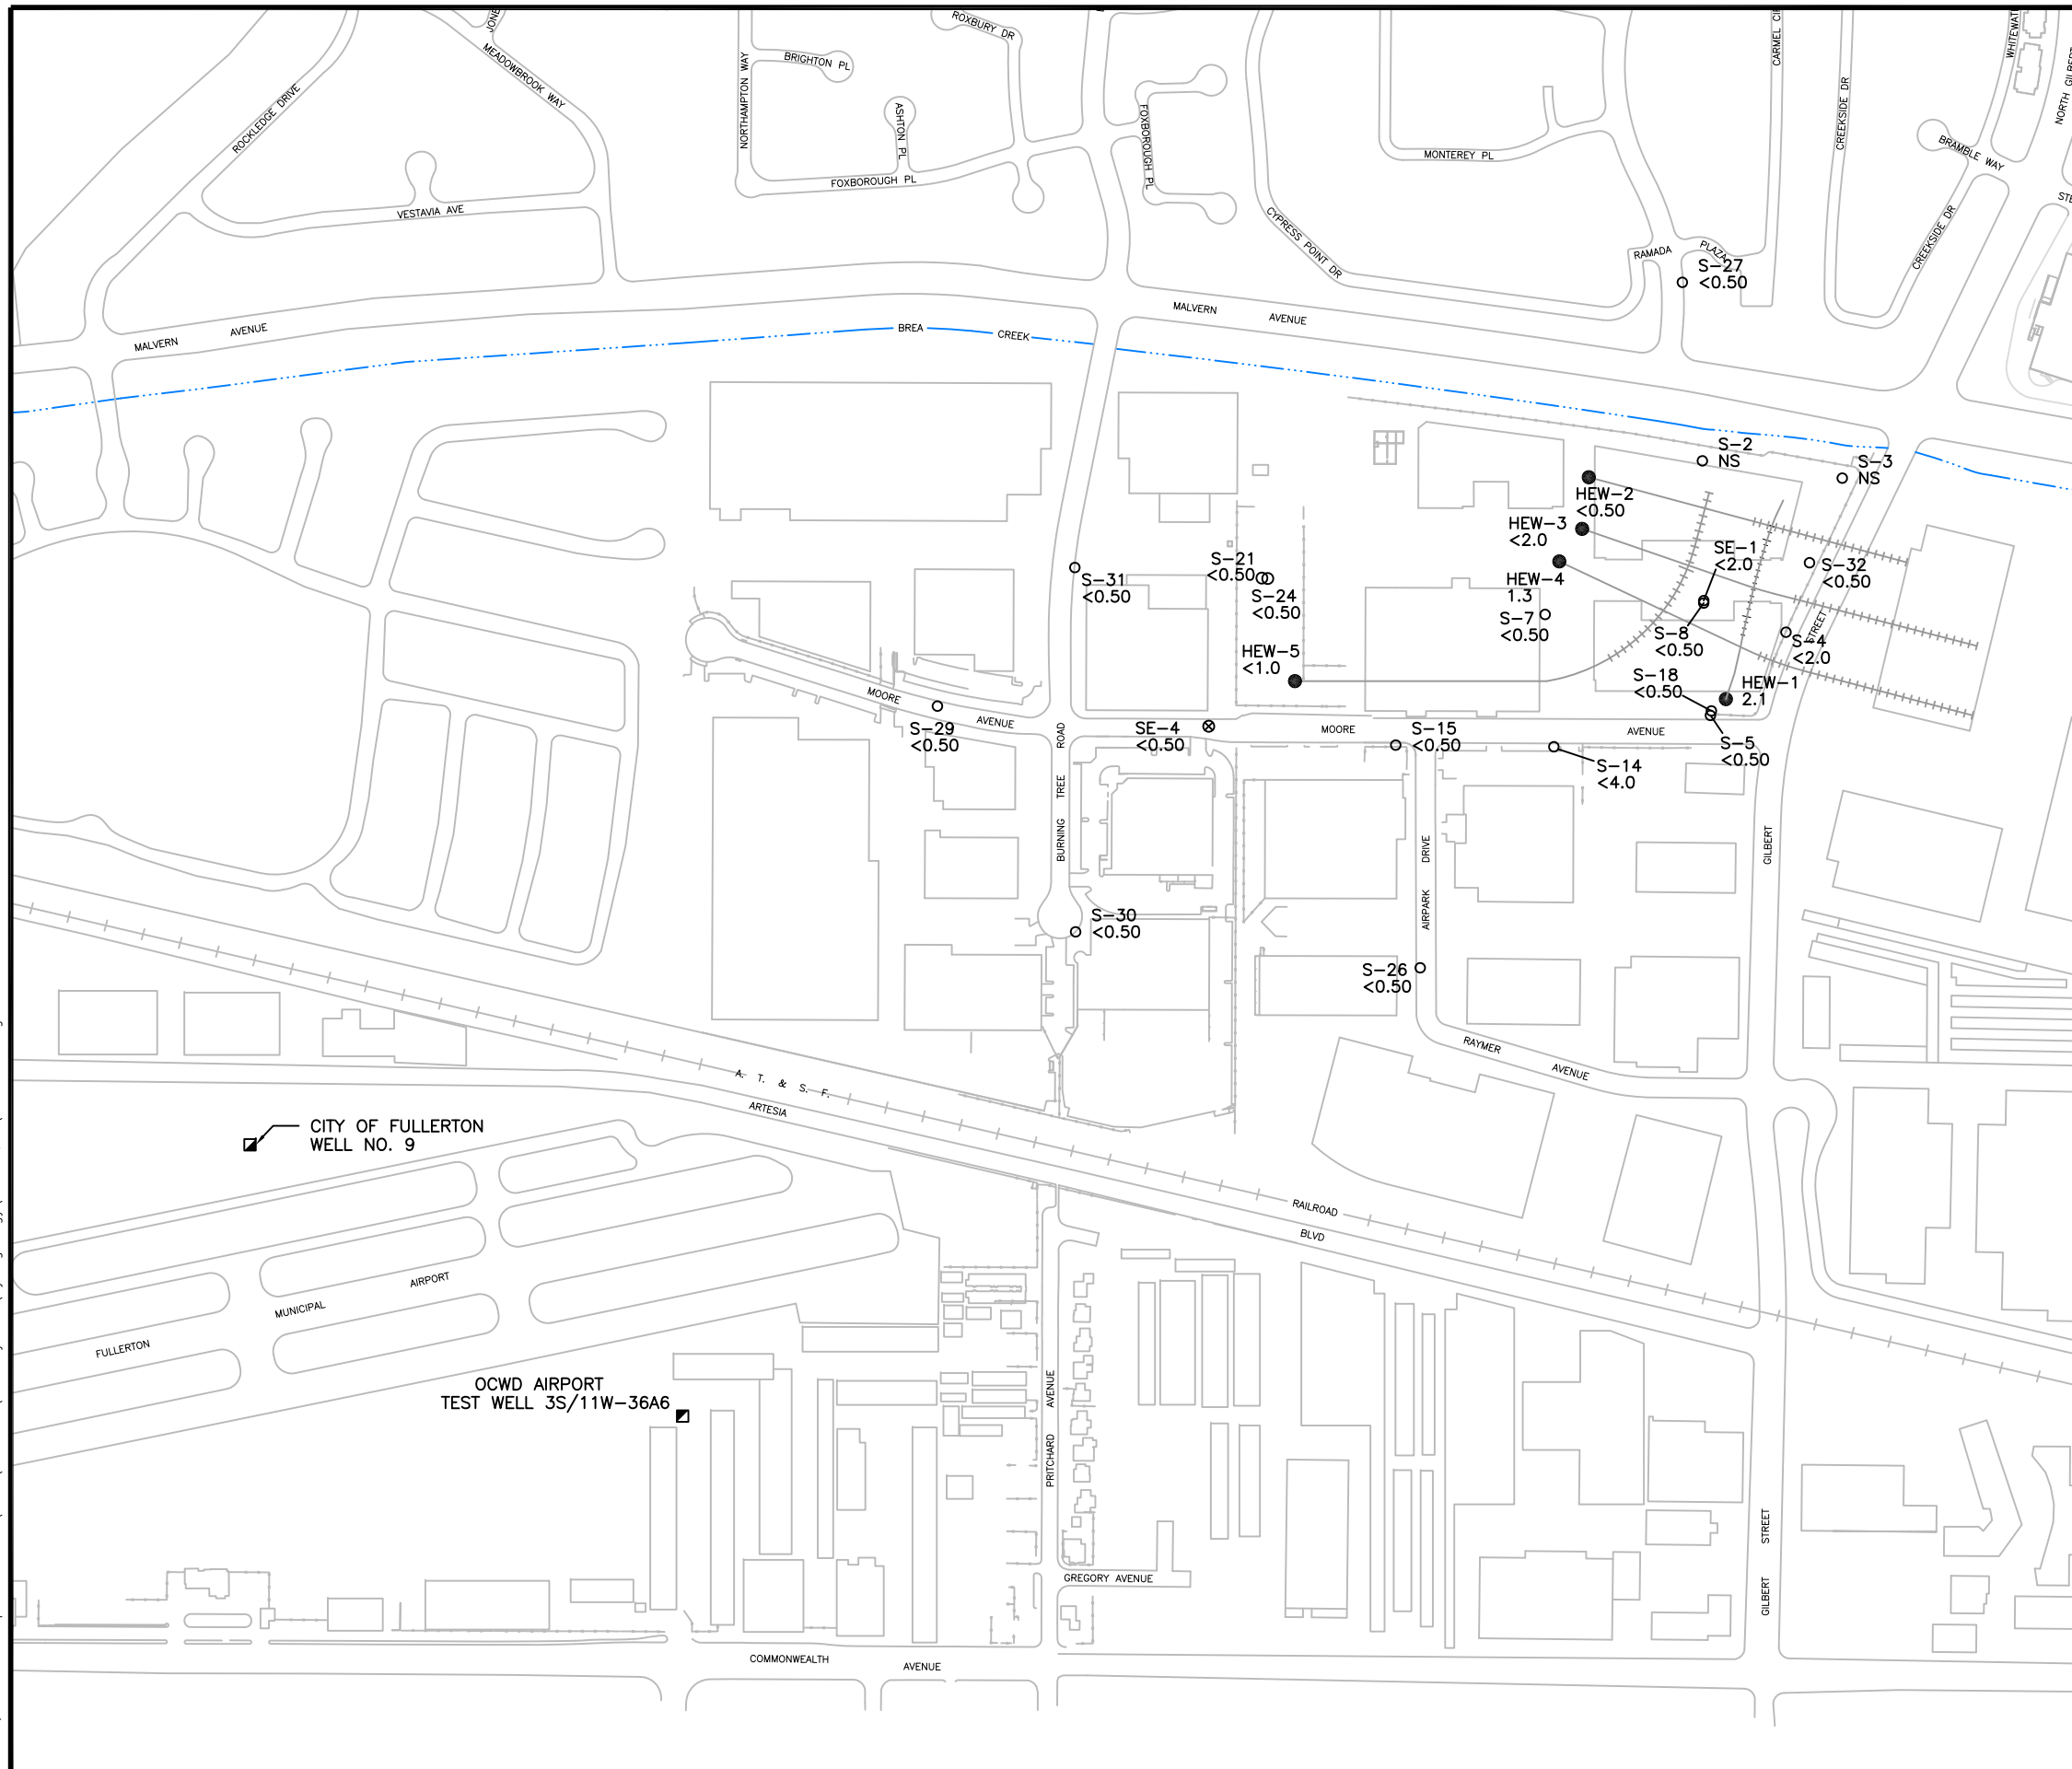 ROXBURY DR
MEADOWBROOK WAY
NORTHAMPTON WAY
BRIGHTON PL
ASHTON PL
FOXBOROUGH PL
FOXBOROUGH PL
ROCKLEDGE DRIVE
VESTAVIA AVE
MONTEREY PL
CYPRESS POINT DR
CREEKSIDE DR
BRAMBLE WAY
CREEKSIDE DR
RAMADA PLAZA
S-27
<0.50
MALVERN AVENUE
MALVERN AVENUE
BREA CREEK
S-2
NS
S-3
NS
HEW-2
<0.50
HEW-3
<2.0
HEW-4
1.3
SE-1
<2.0
S-32
<0.50
S-21
<0.50
S-24
<0.50
S-31
<0.50
S-7
<0.50
S-8
<0.50
S-4
<2.0
STREET
HEW-5
<1.0
S-18
<0.50
HEW-1
2.1
MOORE AVENUE
S-29
<0.50
SE-4
<0.50
MOORE AVENUE
S-15
<0.50
S-14
<4.0
S-5
<0.50
BURNING TREE ROAD
AIRPARK DRIVE
GILBERT
S-30
<0.50
S-26
<0.50
RAYMER AVENUE
A. T. & S. F.
RAILROAD
ARTESIA
BLVD
CITY OF FULLERTON
WELL NO. 9
FULLERTON MUNICIPAL AIRPORT
OCWD AIRPORT
TEST WELL 3S/11W-36A6
PRITCHARD AVENUE
GREGORY AVENUE
GILBERT STREET
COMMONWEALTH AVENUE